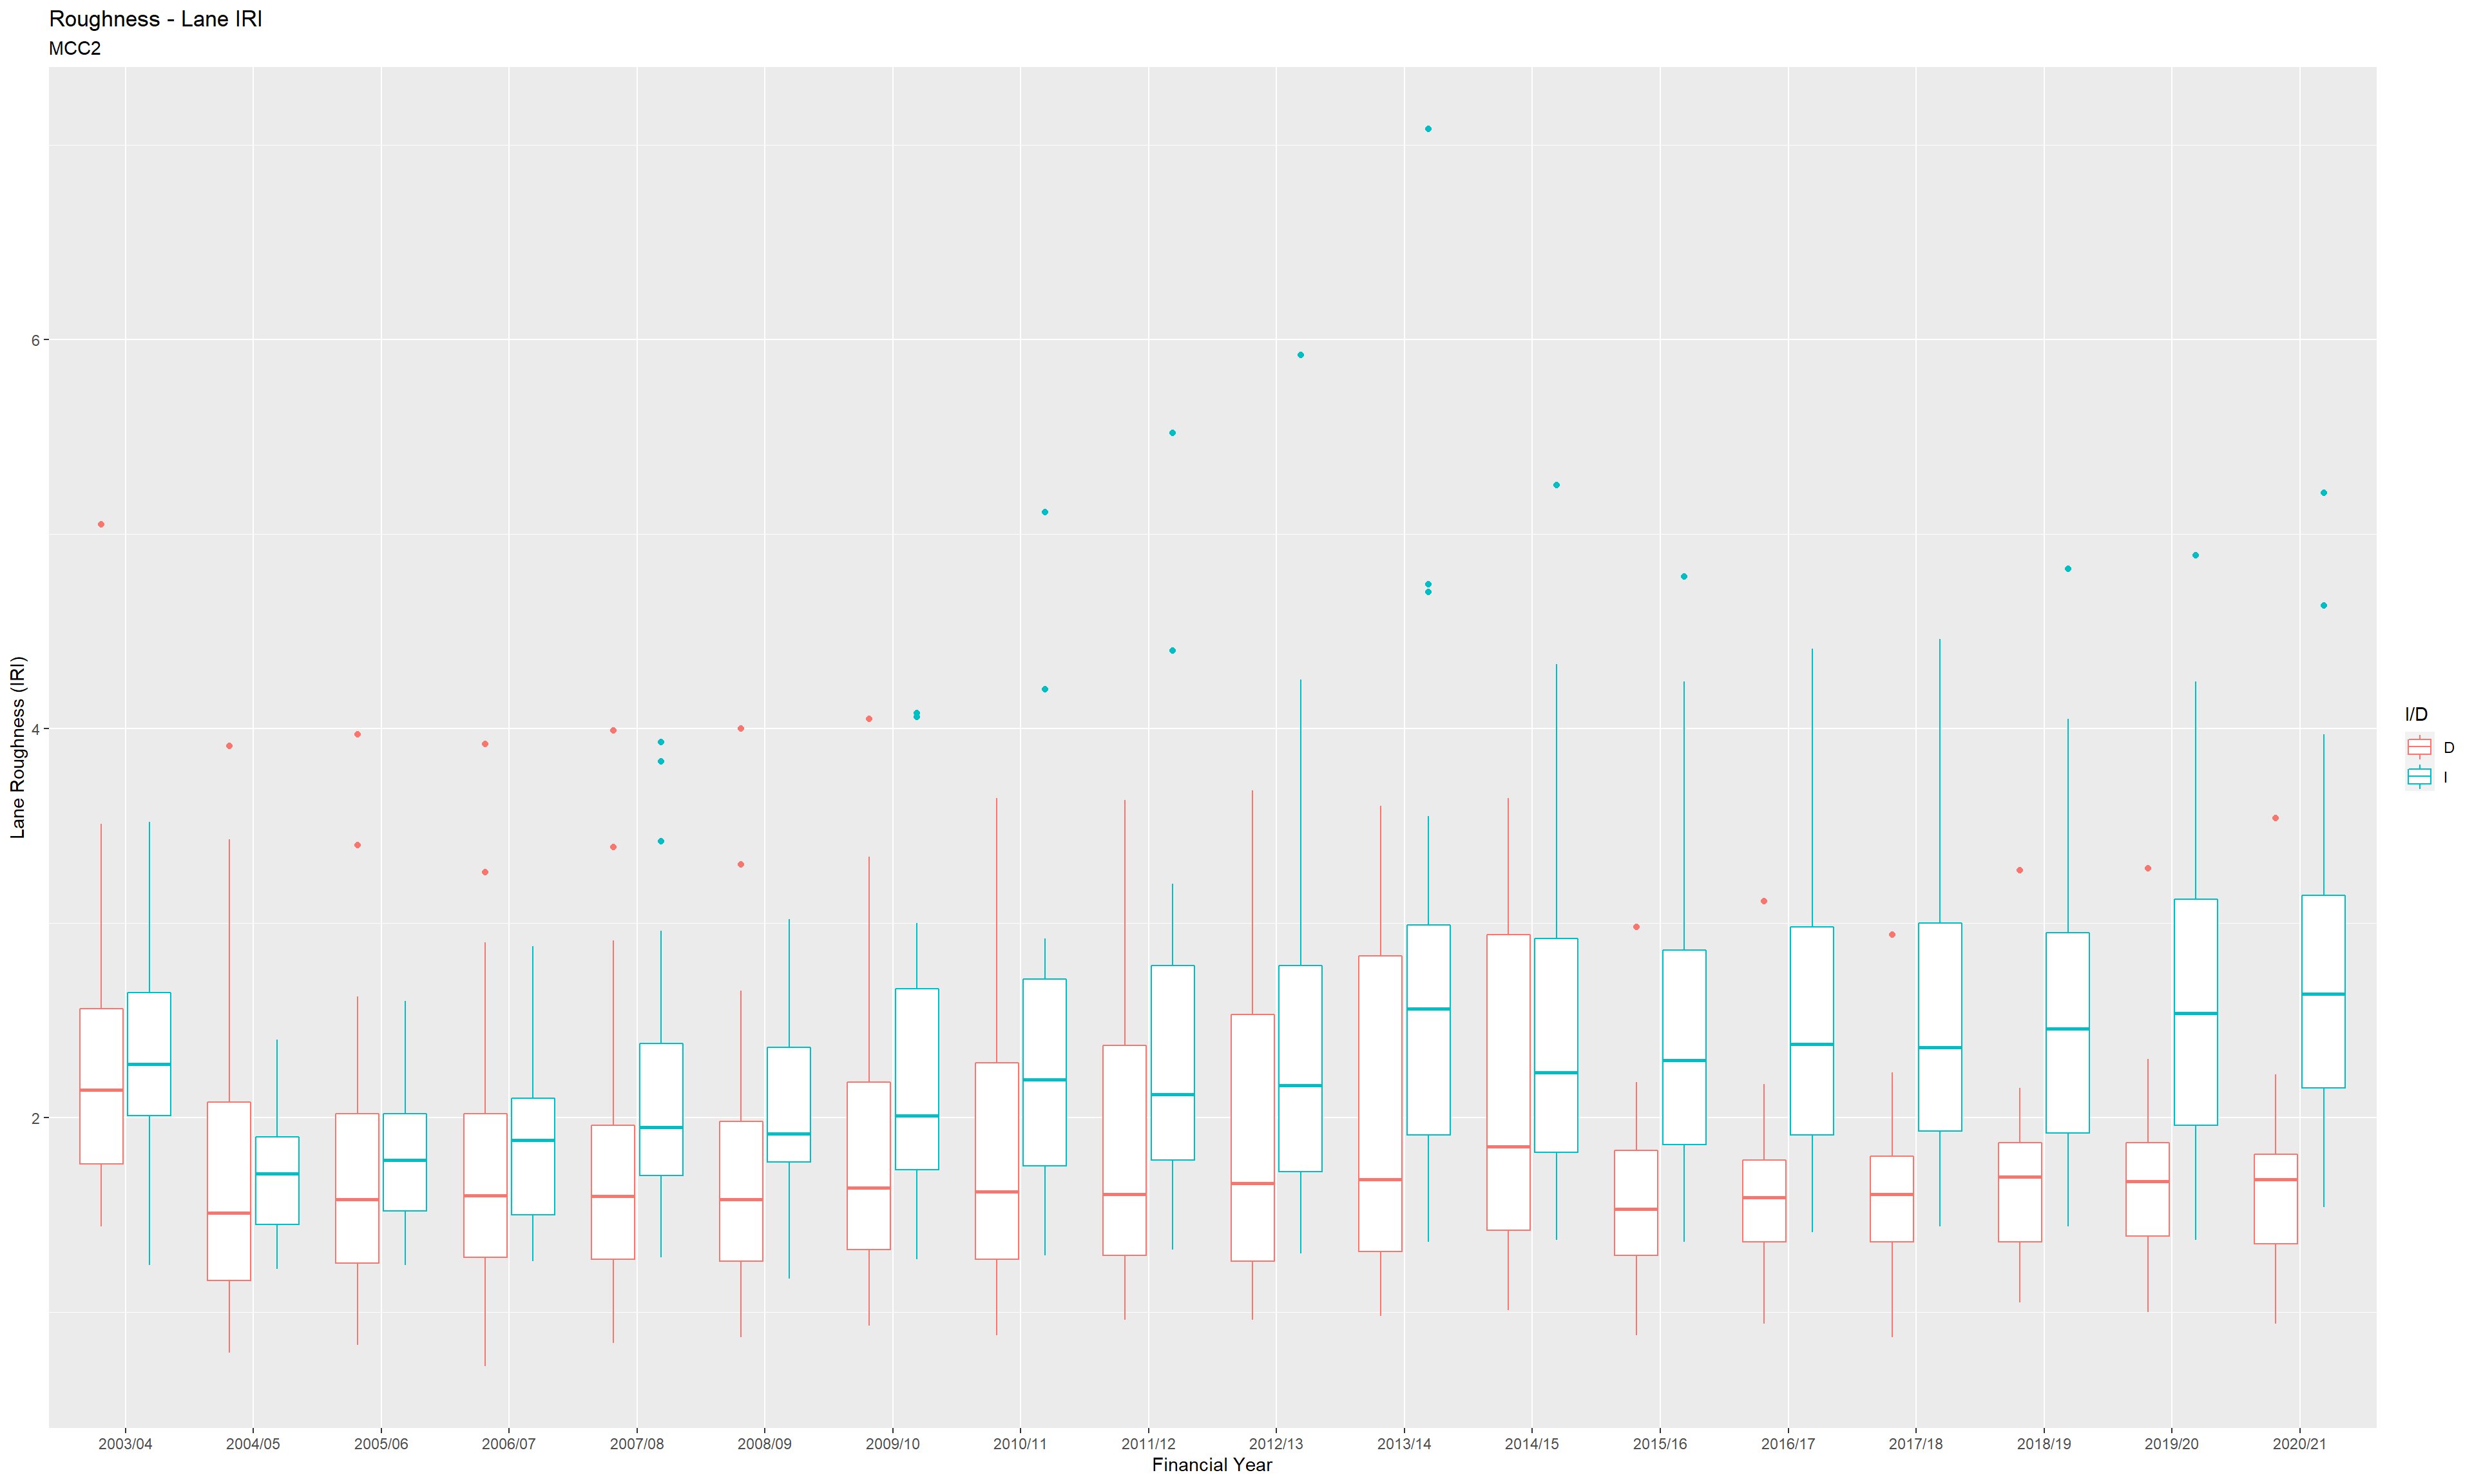 Roughness - Lane IRI
MCC2
Lane Roughness (IRI)
6
4
2
2003/04 2004/05 2005/06 2006/07 2007/08 2008/09 2009/10 2010/11 2011/12 2012/13 2013/14 2014/15 2015/16 2016/17 2017/18 2018/19 2019/20 2020/21
Financial Year
I/D
D
I